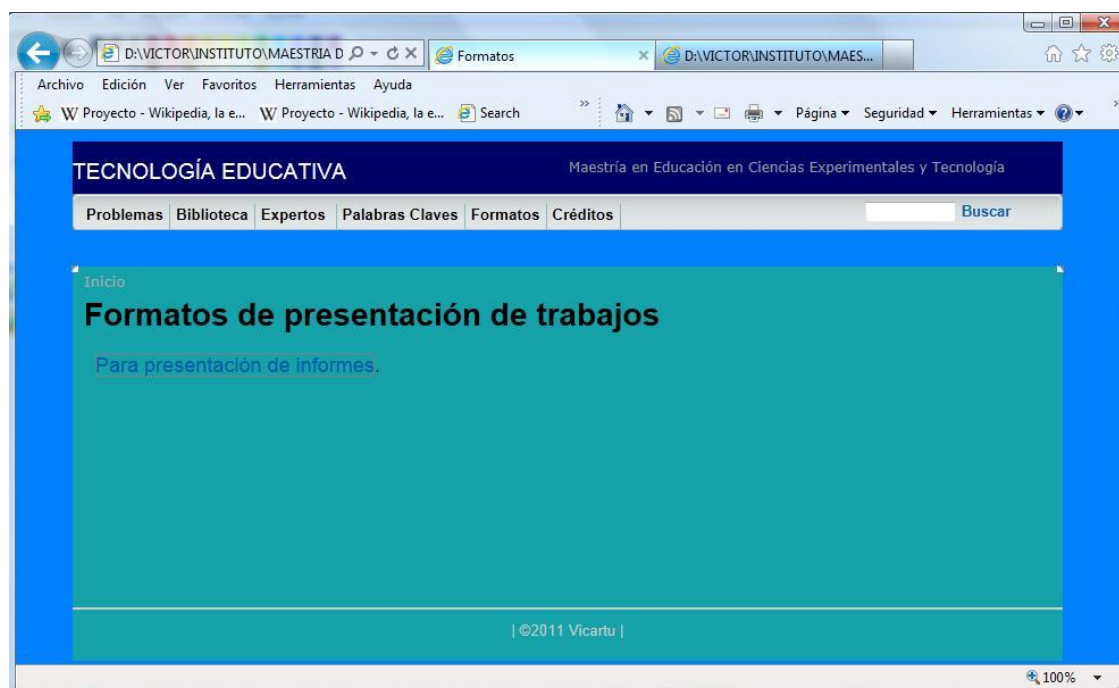 D:\VICTOR\INSTITUTO\MAESTRIA D
Formatos
D:\VICTOR\INSTITUTO\MAES...
Archivo Edición Ver Favoritos Herramientas Ayuda
Proyecto - Wikipedia, la e... Proyecto - Wikipedia, la e... Search » Página Seguridad Herramientas
TECNOLOGÍA EDUCATIVA
Maestría en Educación en Ciencias Experimentales y Tecnología
Problemas Biblioteca Expertos Palabras Claves Formatos Créditos Buscar
Inicio
Formatos de presentación de trabajos
Para presentación de informes.
| ©2011 Vicartu |
100%